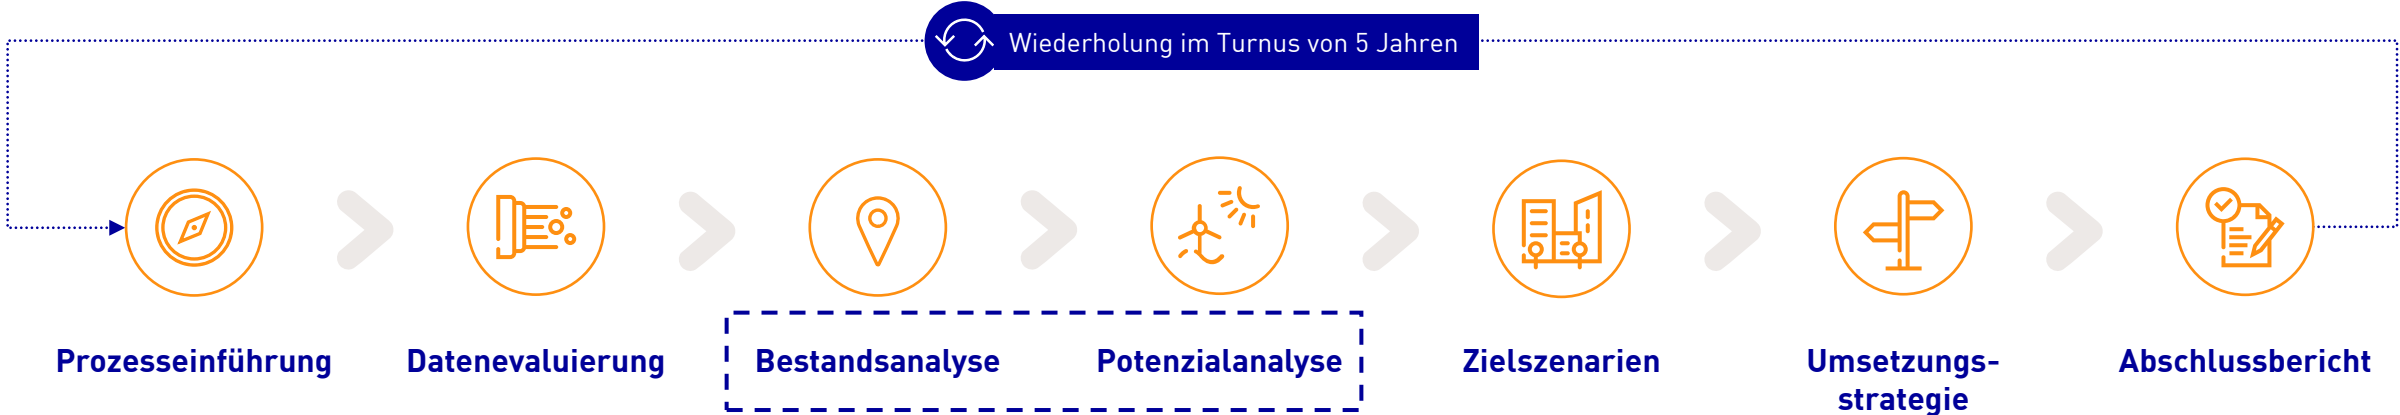 Wiederholung im Turnus von 5 Jahren
Prozesseinführung
Datenevaluierung
Bestandsanalyse
Potenzialanalyse
Zielszenarien
Umsetzungs-
strategie
Abschlussbericht